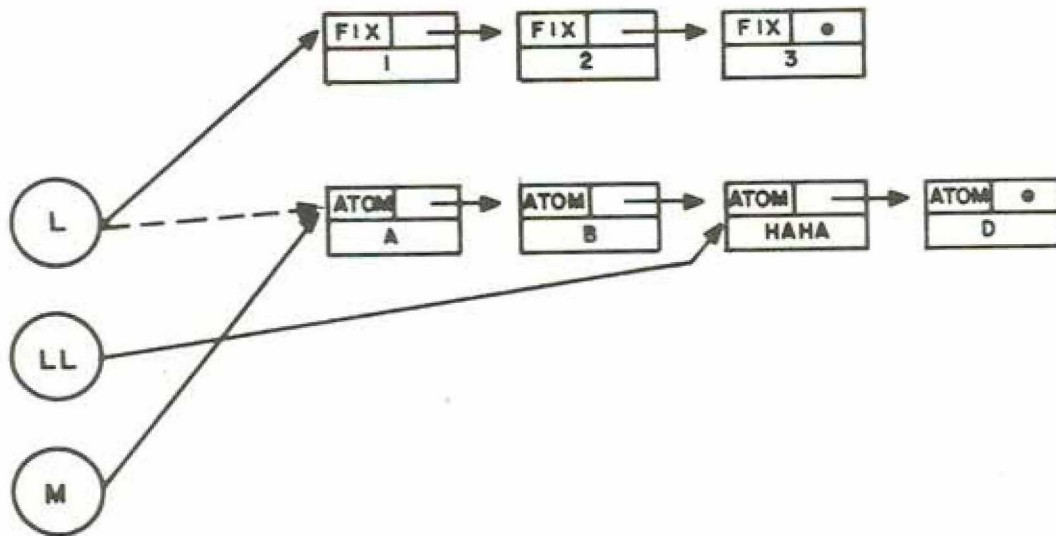 FIX FIX FIX
1 2 3
L
ATOM ATOM ATOM ATOM
A B HAHA D
LL
M